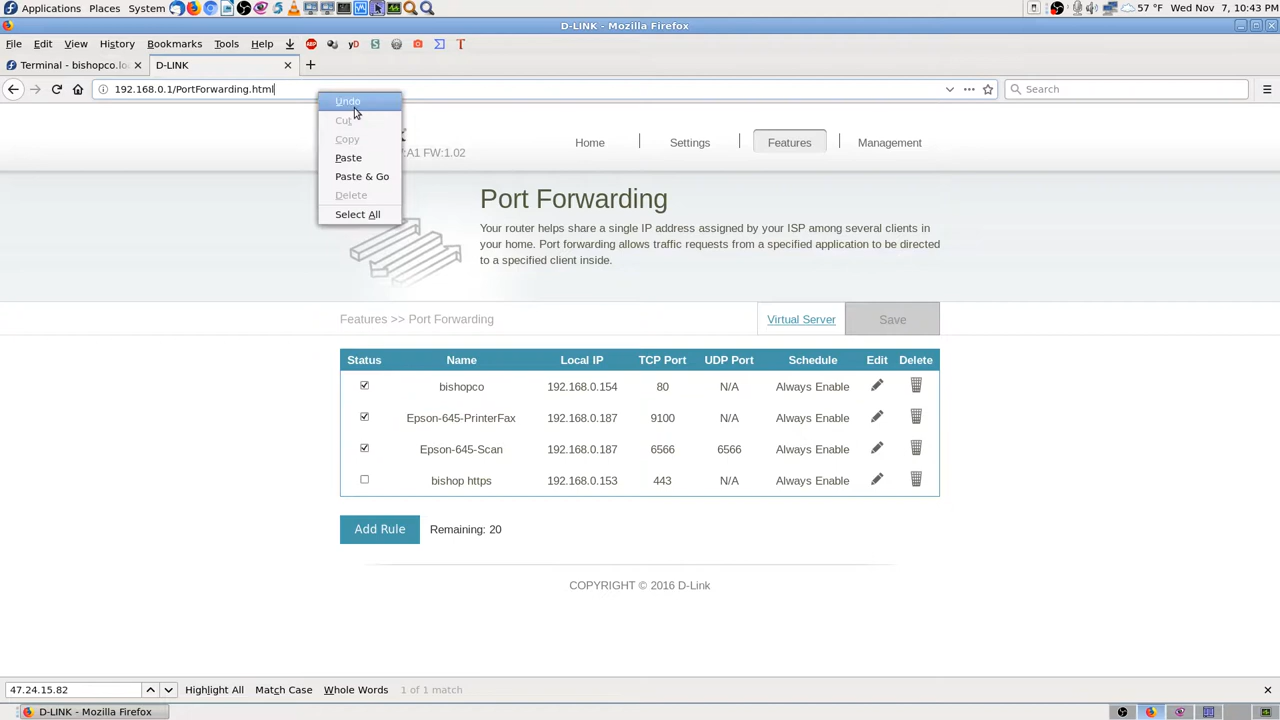 Applications Places System 57 °F Wed Nov 7, 10:43 PM
D-LINK - Mozilla Firefox
File Edit View History Bookmarks Tools Help
Terminal - bishopco.lo D-LINK
192.168.0.1/PortForwarding.html Search
Undo
Cut
Copy
Paste
Paste & Go
Delete
Select All
:A1 FW:1.02
Home Settings Features Management
Port Forwarding
Your router helps share a single IP address assigned by your ISP among several clients in
your home. Port forwarding allows traffic requests from a specified application to be directed
to a specified client inside.
Features >> Port Forwarding Virtual Server Save
Status Name Local IP TCP Port UDP Port Schedule Edit Delete
bishopco 192.168.0.154 80 N/A Always Enable
Epson-645-PrinterFax 192.168.0.187 9100 N/A Always Enable
Epson-645-Scan 192.168.0.187 6566 6566 Always Enable
bishop https 192.168.0.153 443 N/A Always Enable
Add Rule Remaining: 20
COPYRIGHT © 2016 D-Link
47.24.15.82 Highlight All Match Case Whole Words 1 of 1 match
D-LINK - Mozilla Firefox